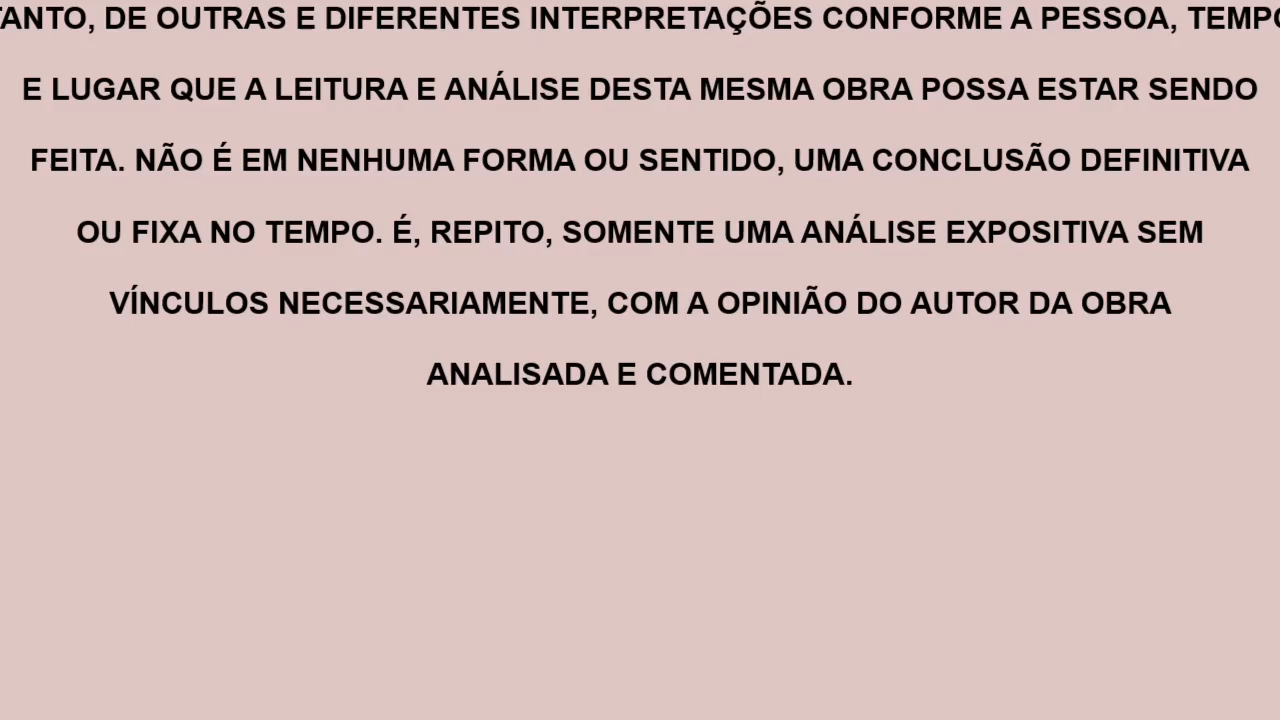 TANTO, DE OUTRAS E DIFERENTES INTERPRETAÇÕES CONFORME A PESSOA, TEMPO
E LUGAR QUE A LEITURA E ANÁLISE DESTA MESMA OBRA POSSA ESTAR SENDO
FEITA. NÃO É EM NENHUMA FORMA OU SENTIDO, UMA CONCLUSÃO DEFINITIVA
OU FIXA NO TEMPO. É, REPITO, SOMENTE UMA ANÁLISE EXPOSITIVA SEM
VÍNCULOS NECESSARIAMENTE, COM A OPINIÃO DO AUTOR DA OBRA
ANALISADA E COMENTADA.